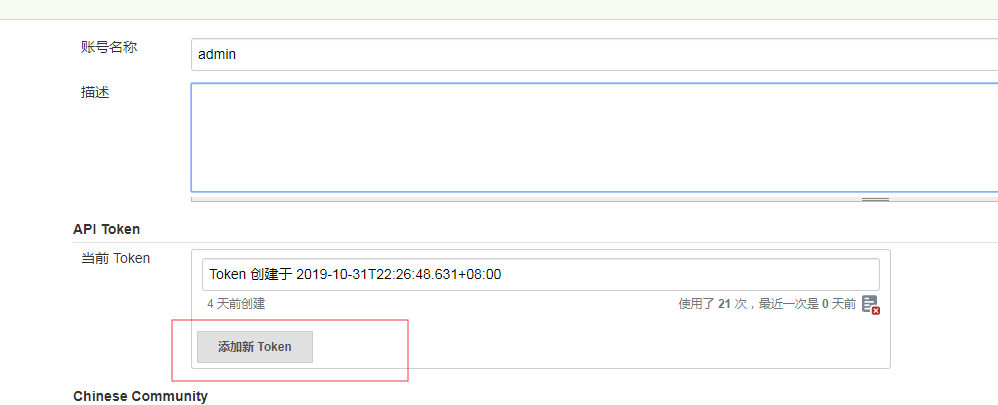 账号名称
admin
描述
API Token
当前 Token
Token 创建于 2019-10-31T22:26:48.631+08:00
4 天前创建
使用了 21 次，最近一次是 0 天前
添加新 Token
Chinese Community